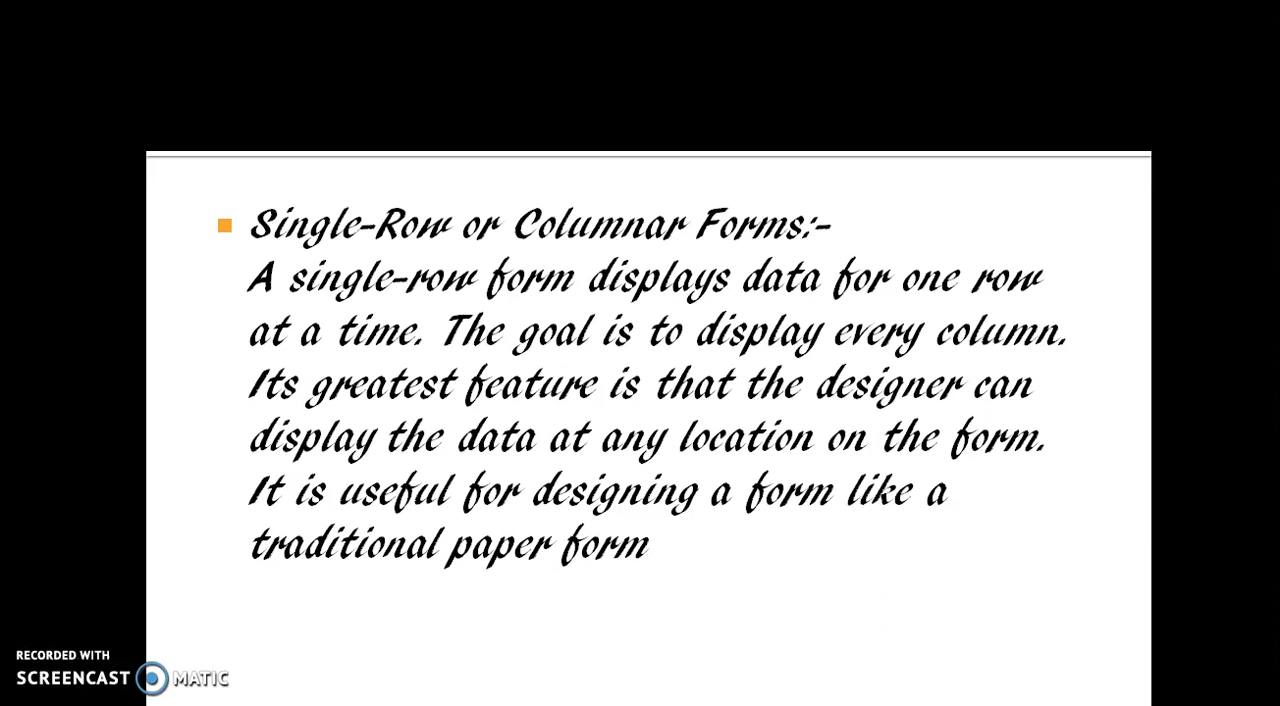 Single-Row or Columnar Forms:-
A single-row form displays data for one row
at a time. The goal is to display every column.
Its greatest feature is that the designer can
display the data at any location on the form.
It is useful for designing a form like a
traditional paper form
RECORDED WITH
SCREENCAST MATIC